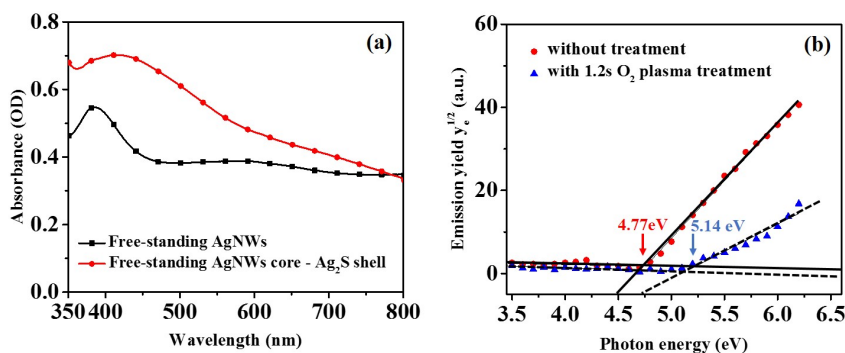 (a)
0.8
0.6
0.4
0.2
0.0
Absorbance (OD)
Free-standing AgNWs
Free-standing AgNWs core - Ag₂S shell
350 400 500 600 700 800
Wavelength (nm)
(b)
without treatment
with 1.2s O₂ plasma treatment
60
40
20
0
Emission yield yₑ^1/2 (a.u.)
4.77eV
5.14 eV
3.5 4.0 4.5 5.0 5.5 6.0 6.5
Photon energy (eV)